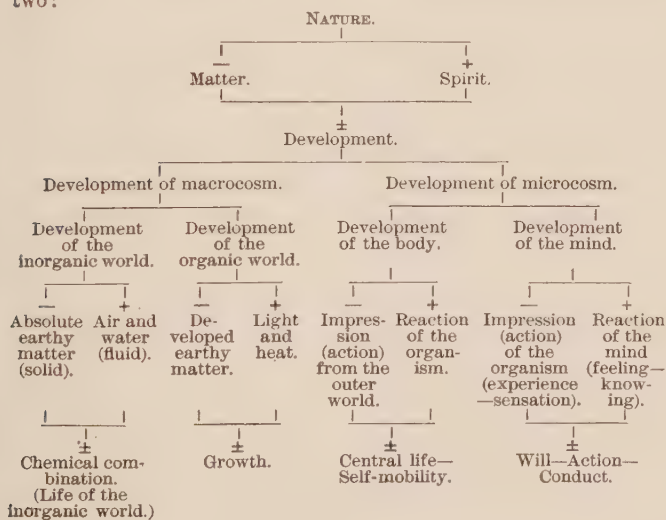 two:
NATURE.
− +
Matter. Spirit.
±
Development.
Development of macrocosm. Development of microcosm.
Development of the inorganic world.
Development of the organic world.
Development of the body.
Development of the mind.
−
Absolute
earthy
matter
(solid).
+
Air and
water
(fluid).
−
De-
veloped
earthy
matter.
+
Light
and
heat.
−
Impres-
sion
(action)
from the
outer
world.
+
Reaction
of the
organ-
ism.
−
Impression
(action)
of the
organism
(experience
—sensation).
+
Reaction
of the
mind
(feeling—
know-
ing).
±
Chemical com-
bination.
(Life of the
inorganic world.)
±
Growth.
±
Central life—
Self-mobility.
±
Will—Action—
Conduct.